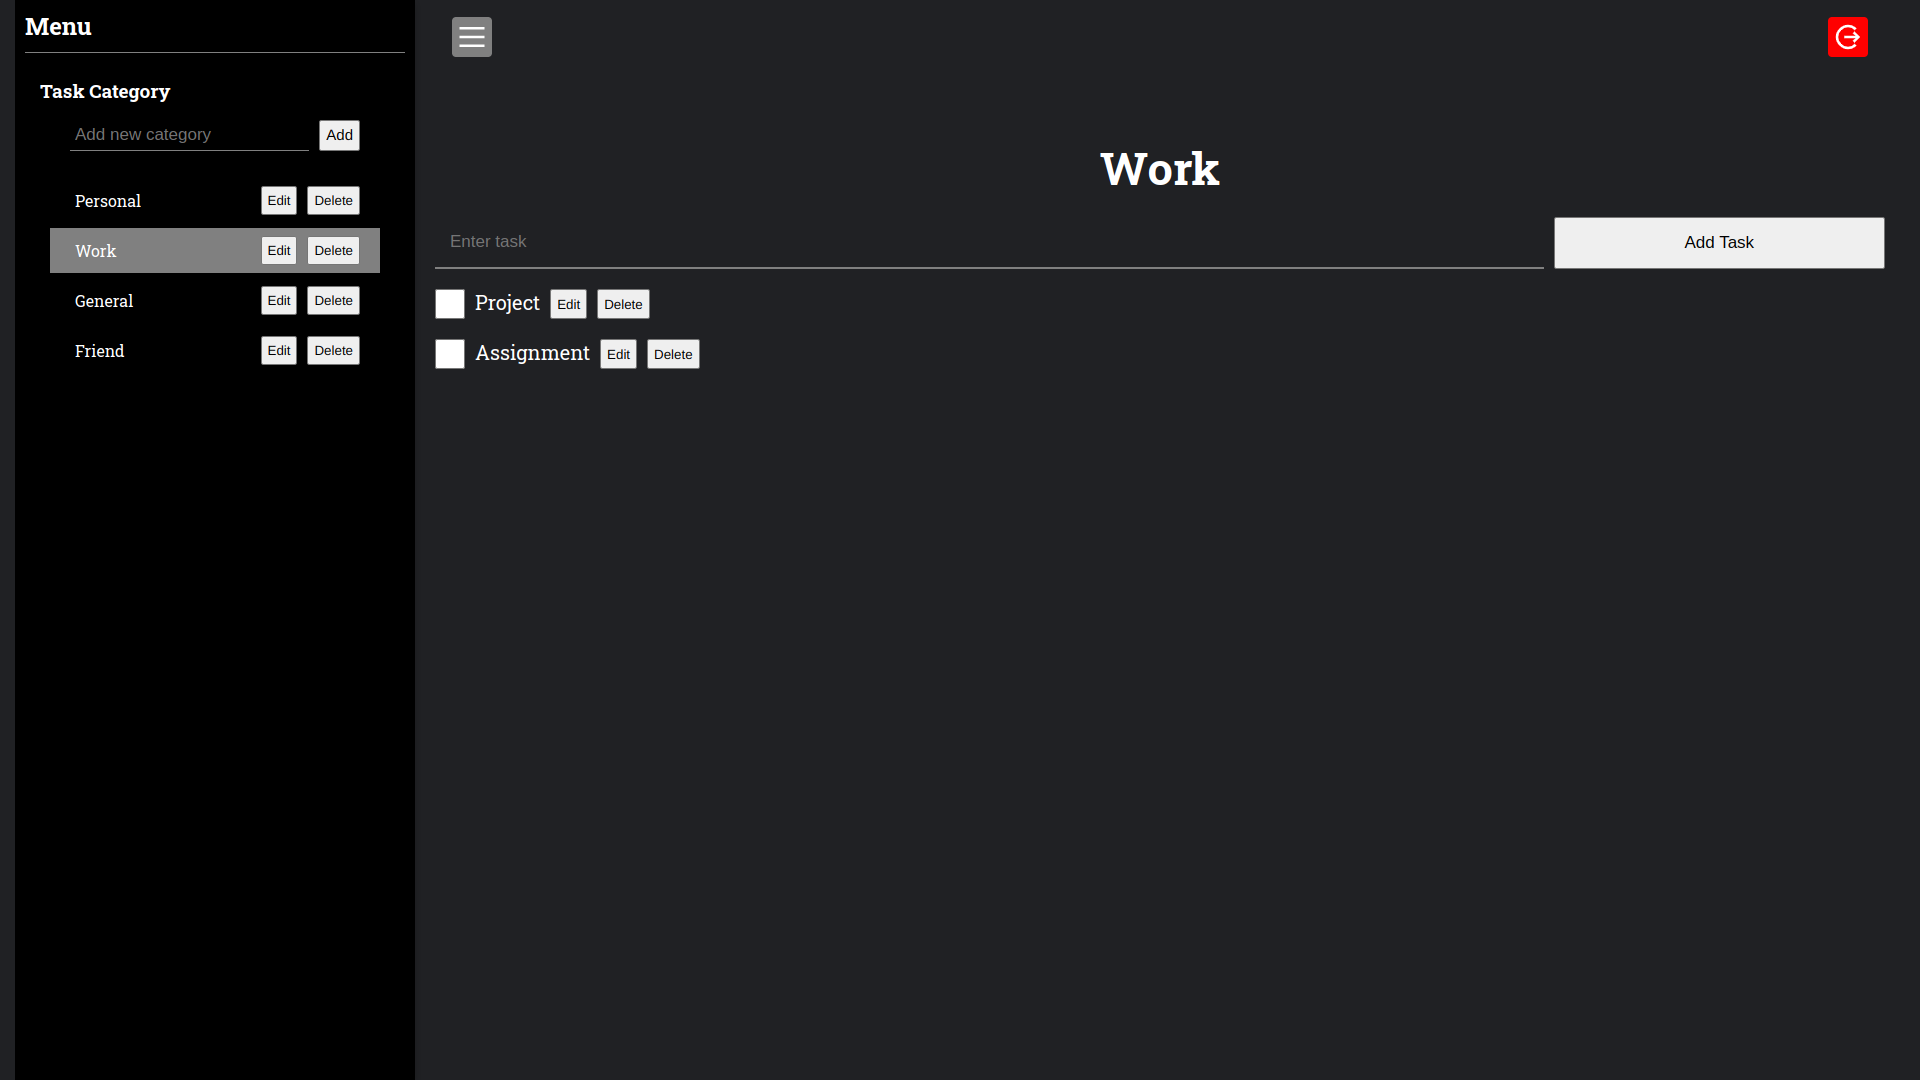 Menu
Task Category
Add new category Add
Personal Edit Delete
Work Edit Delete
General Edit Delete
Friend Edit Delete
Work
Enter task Add Task
Project Edit Delete
Assignment Edit Delete